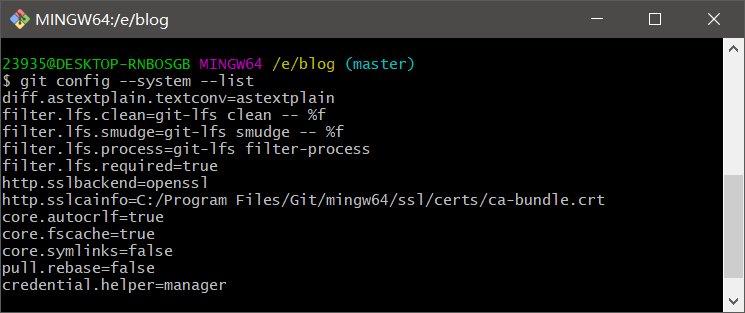 MINGW64:/e/blog
23935@DESKTOP-RNBOSGB MINGW64 /e/blog (master)
$ git config --system --list
diff.astextplain.textconv=astextplain
filter.lfs.clean=git-lfs clean -- %f
filter.lfs.smudge=git-lfs smudge -- %f
filter.lfs.process=git-lfs filter-process
filter.lfs.required=true
http.sslbackend=openssl
http.sslcainfo=C:/Program Files/Git/mingw64/ssl/certs/ca-bundle.crt
core.autocrlf=true
core.fscache=true
core.symlinks=false
pull.rebase=false
credential.helper=manager